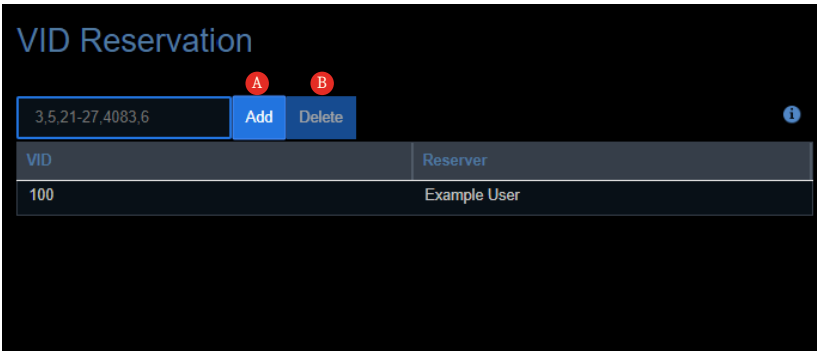 VID Reservation
A B
3,5,21-27,4083,6 Add Delete i
VID Reserver
100 Example User